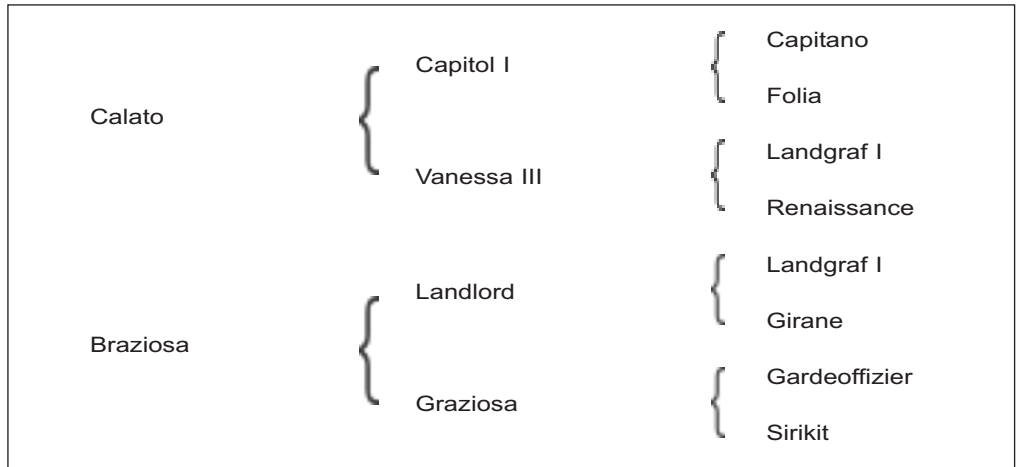 Capitano
Capitol I
Folia
Calato
Landgraf I
Vanessa III
Renaissance
Landgraf I
Landlord
Girane
Braziosa
Gardeoffizier
Graziosa
Sirikit